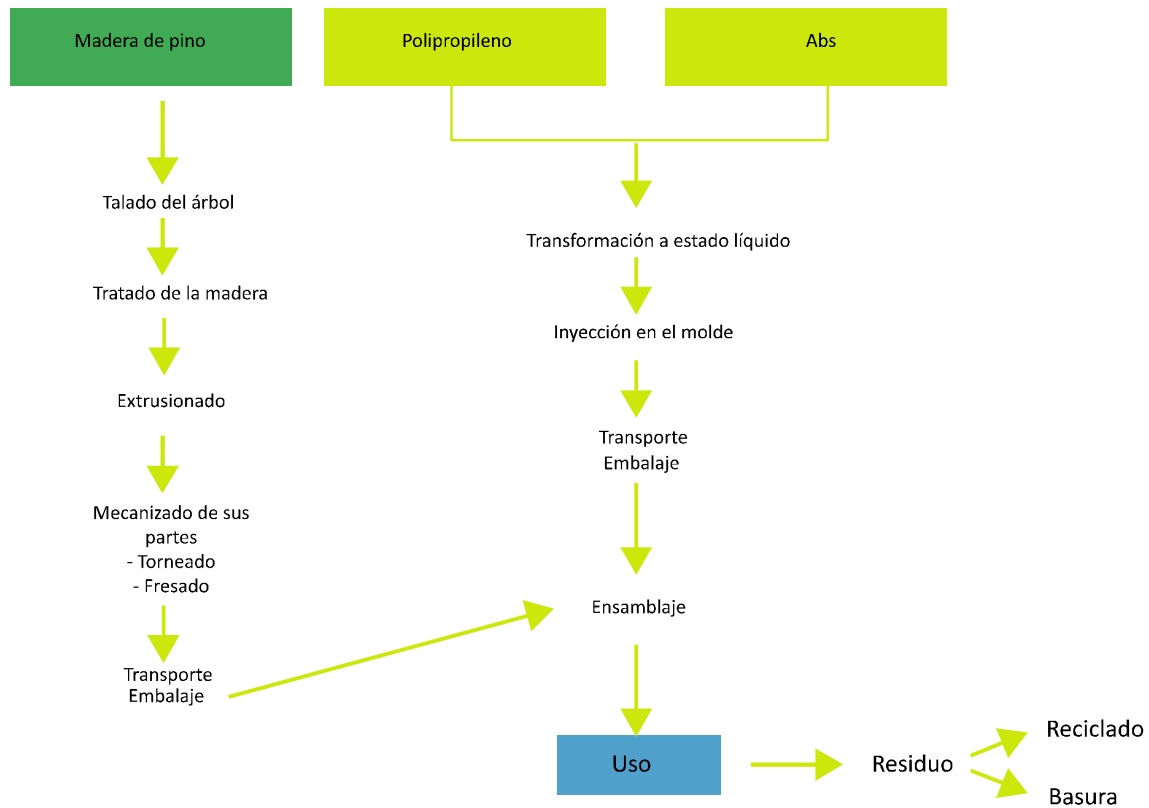 Madera de pino
Polipropileno
Abs
Talado del árbol
Tratado de la madera
Extrusionado
Mecanizado de sus
partes
- Torneado
- Fresado
Transporte
Embalaje
Transformación a estado líquido
Inyección en el molde
Transporte
Embalaje
Ensamblaje
Uso
Residuo
Reciclado
Basura